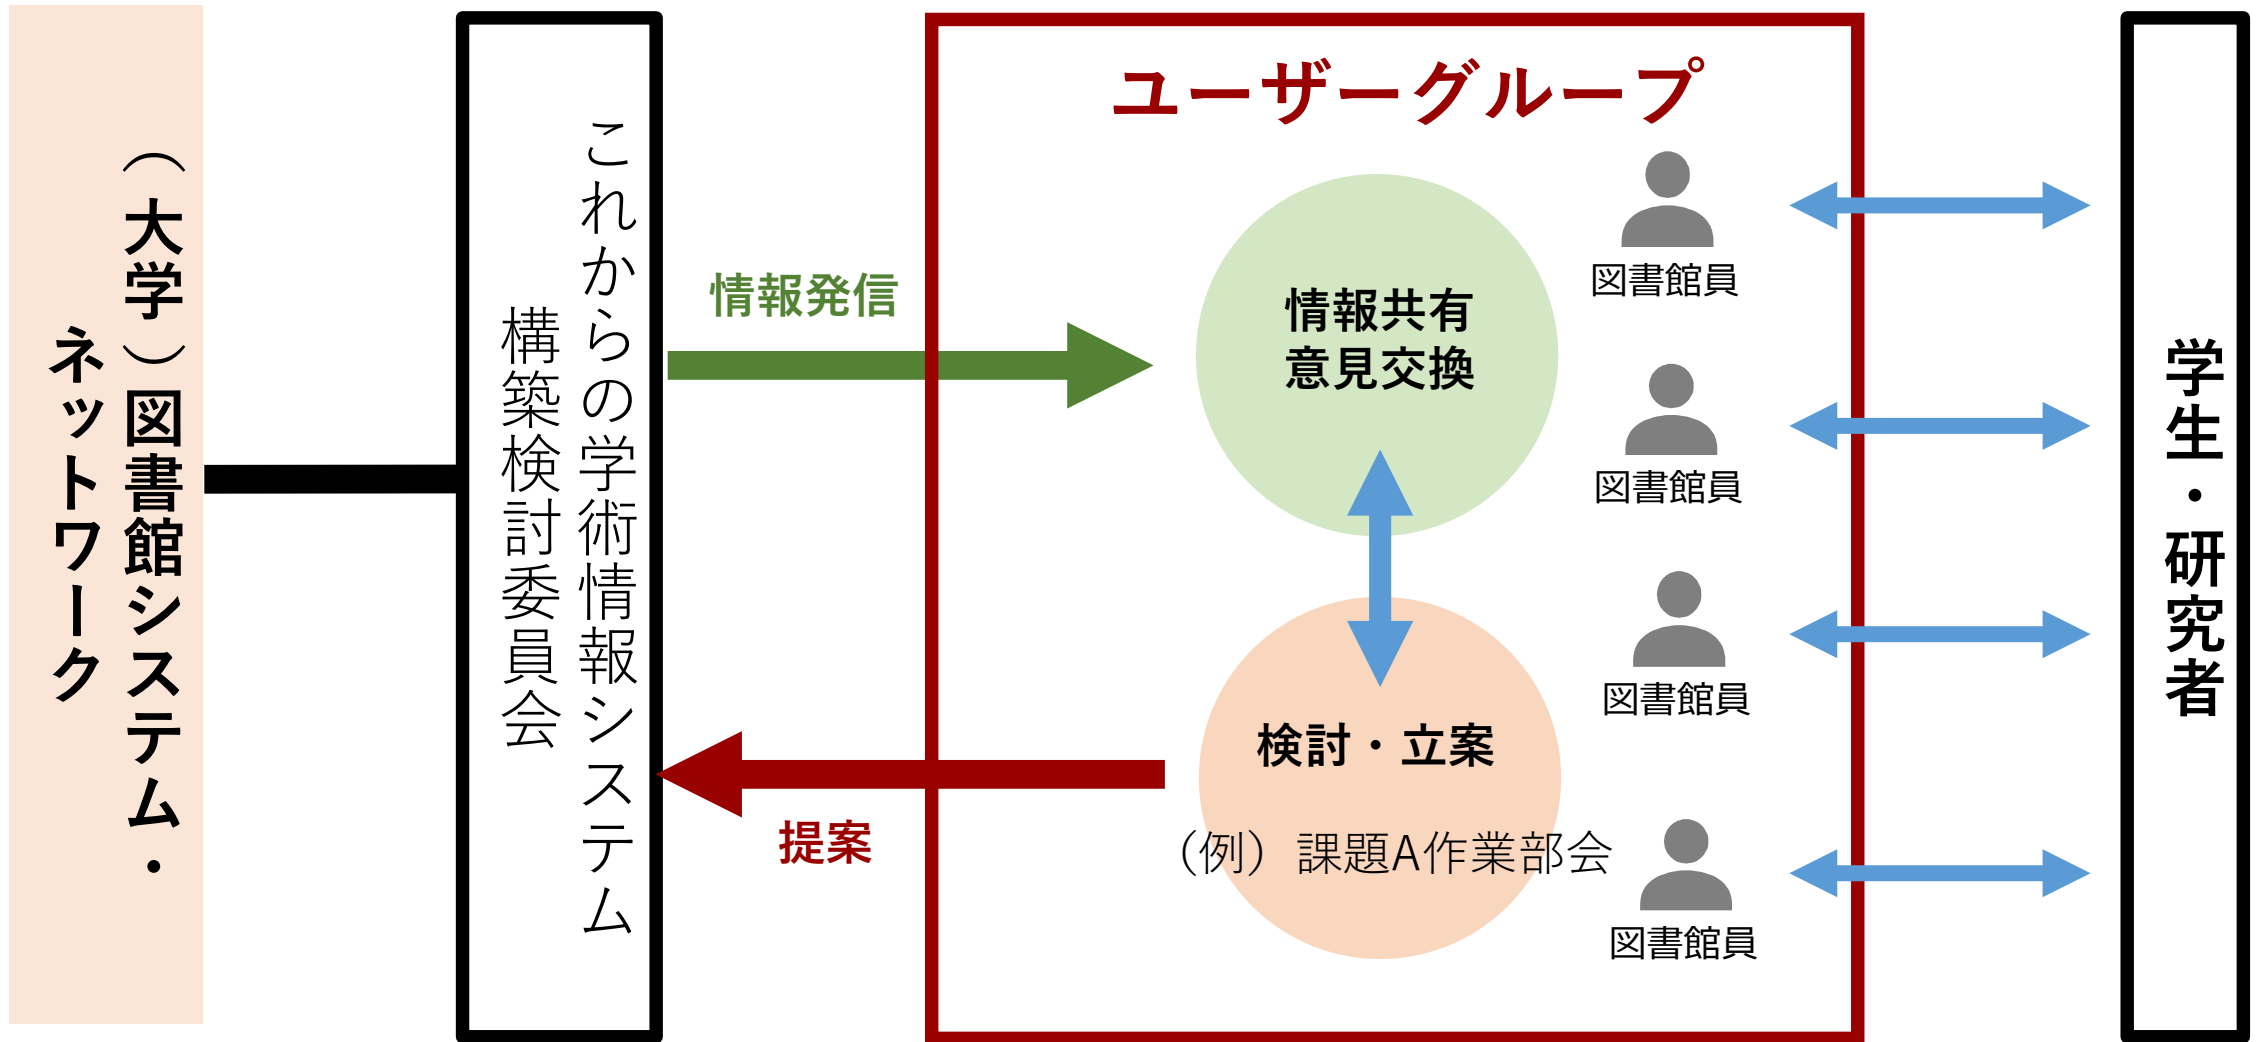 （大学）図書館システム・
ネットワーク
これからの学術情報システム
構築検討委員会
情報発信
提案
ユーザーグループ
情報共有
意見交換
検討・立案
（例）課題A作業部会
図書館員
図書館員
図書館員
図書館員
学生・研究者